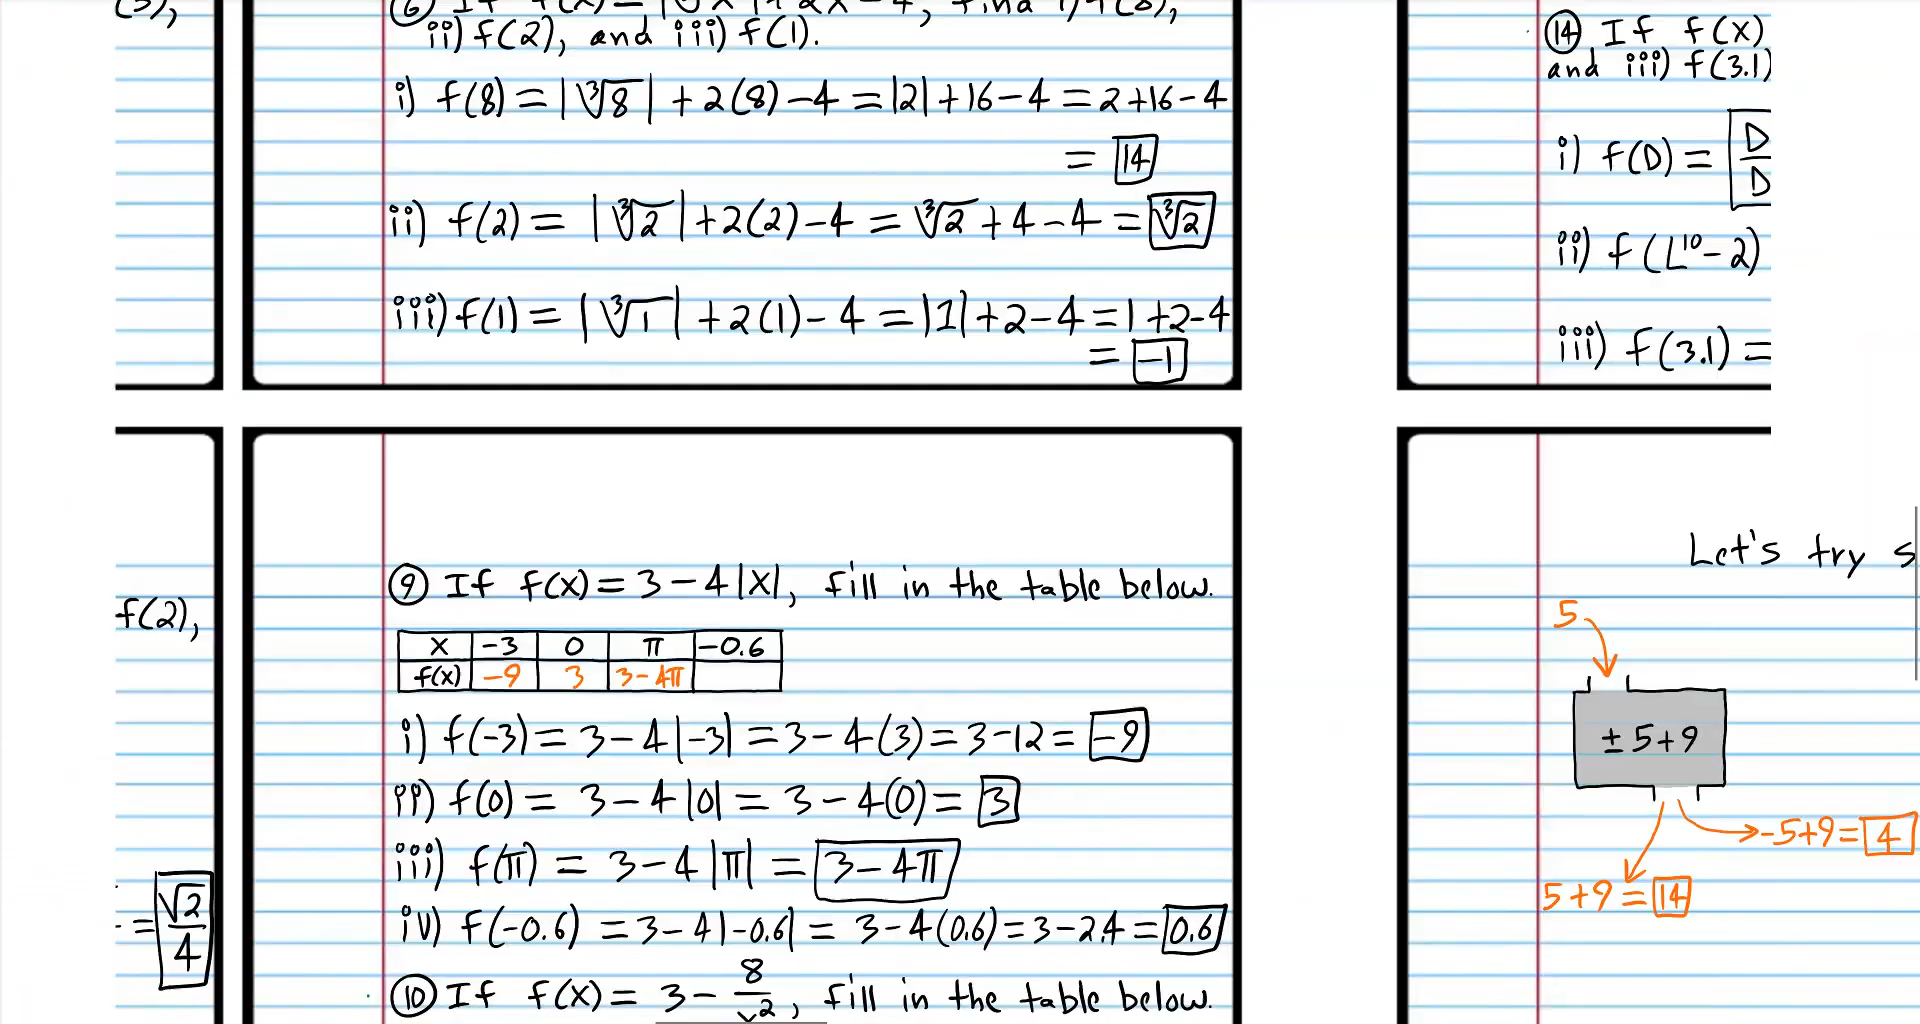 (3),
⑥ If f(x) = |∛x| + 2x − 4, find i) f(8),
ii) f(2), and iii) f(1).
i) f(8) = |∛8| + 2(8) − 4 = |2| + 16 − 4 = 2 + 16 − 4
= 14
ii) f(2) = |∛2| + 2(2) − 4 = ∛2 + 4 − 4 = ∛2
iii) f(1) = |∛1| + 2(1) − 4 = |1| + 2 − 4 = 1 + 2 − 4
= −1
⑭ If f(x)
and iii) f(3.1)
i) f(D) = D/D
ii) f(L¹⁰ − 2)
iii) f(3.1) =
f(2),
= √2/4
⑨ If f(x) = 3 − 4|x|, fill in the table below.
x −3 0 π −0.6
f(x) −9 3 3−4π
i) f(−3) = 3 − 4|−3| = 3 − 4(3) = 3 − 12 = −9
ii) f(0) = 3 − 4|0| = 3 − 4(0) = 3
iii) f(π) = 3 − 4|π| = 3 − 4π
iv) f(−0.6) = 3 − 4|−0.6| = 3 − 4(0.6) = 3 − 2.4 = 0.6
⑩ If f(x) = 3 − 8/x², fill in the table below.
Let's try s
5
± 5 + 9
−5+9 = 4
5+9 = 14